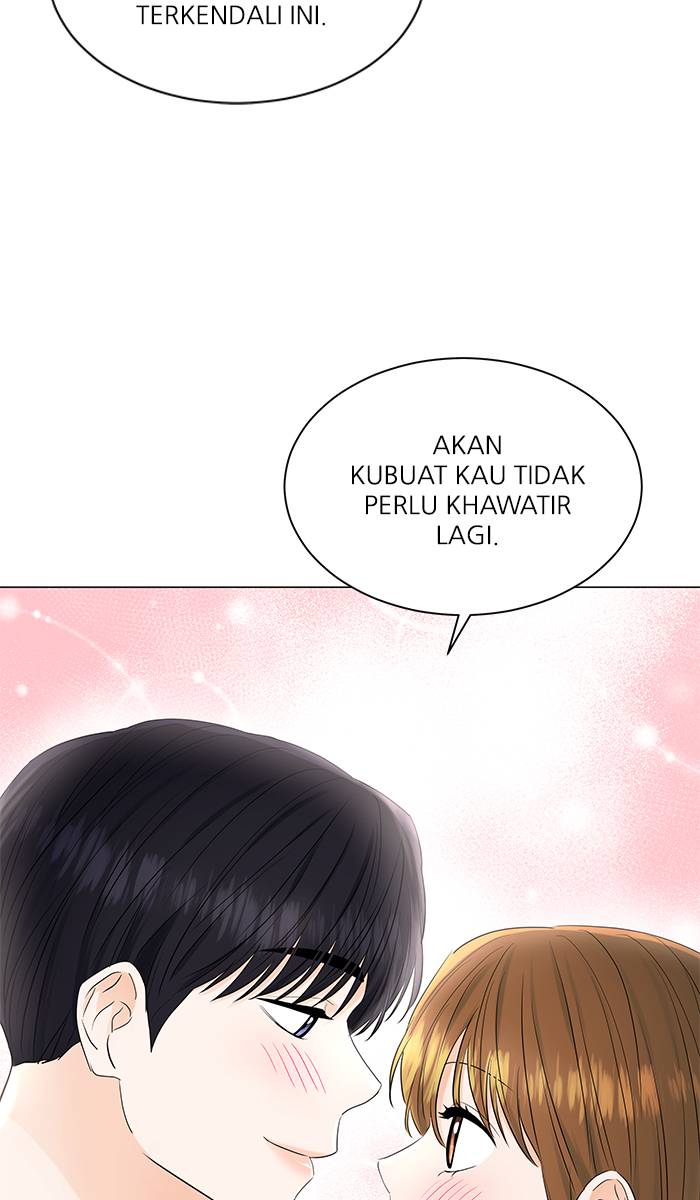 TERKENDALI INI.
AKAN
KUBUAT KAU TIDAK
PERLU KHAWATIR
LAGI.